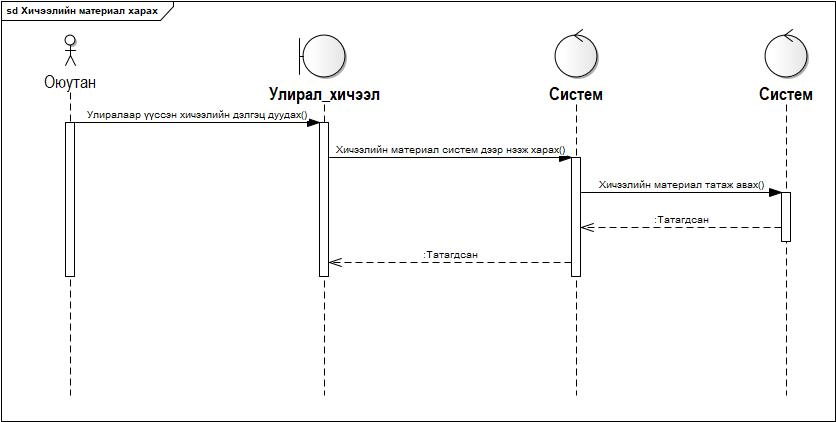 sd Хичээлийн материал харах
Оюутан
Улирал_хичээл
Систем
Систем
Улиралаар үүссэн хичээлийн дэлгэц дуудах()
Хичээлийн материал систем дээр нээж харах()
Хичээлийн материал татаж авах()
:Татагдсан
:Татагдсан